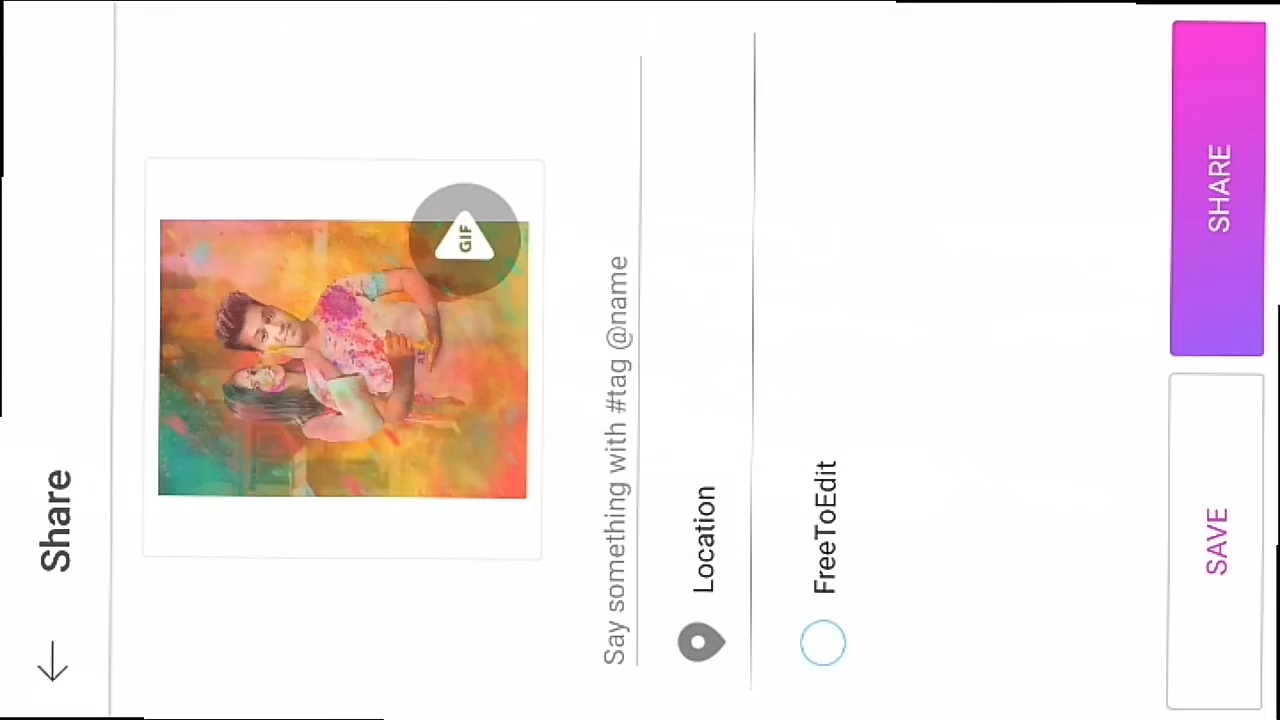 Share
GIF
Say something with #tag @name
Location
FreeToEdit
SAVE
SHARE